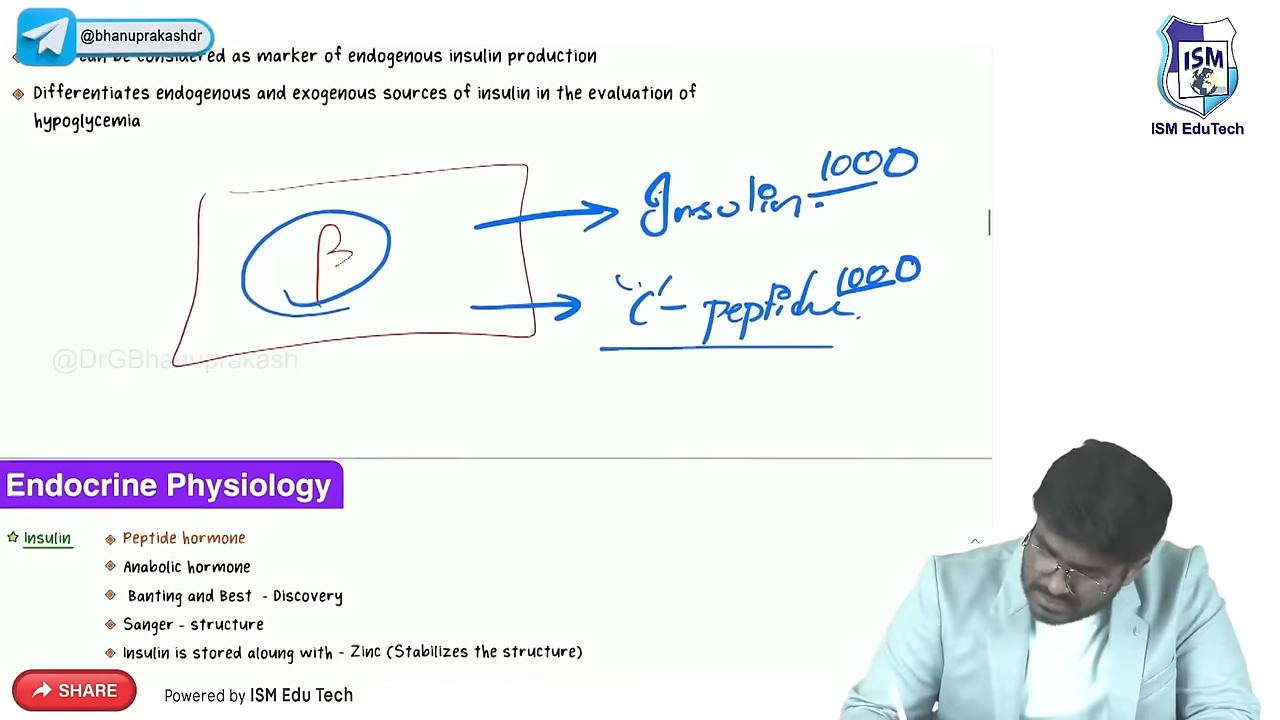 @bhanuprakashdr
can be considered as marker of endogenous insulin production
Differentiates endogenous and exogenous sources of insulin in the evaluation of
hypoglycemia
ISM
ISM EduTech
β
Insulin 1000
"C" - peptide 1000
@DrGBhanuprakash
Endocrine Physiology
Insulin
Peptide hormone
Anabolic hormone
Banting and Best - Discovery
Sanger - structure
Insulin is stored aloung with - Zinc (Stabilizes the structure)
SHARE
Powered by ISM Edu Tech